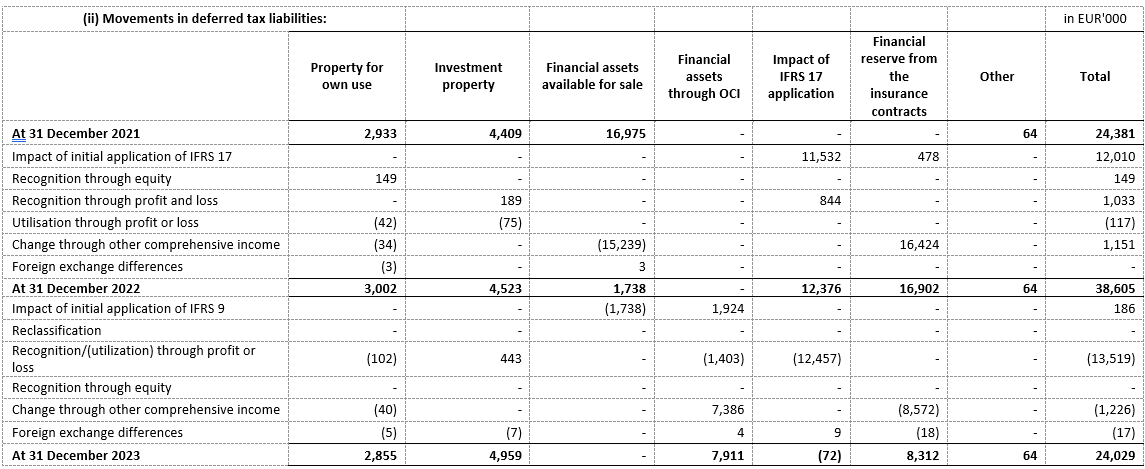 (ii) Movements in deferred tax liabilities: in EUR'000
Property for own use Investment property Financial assets available for sale Financial assets through OCI Impact of IFRS 17 application Financial reserve from the insurance contracts Other Total
At 31 December 2021 2,933 4,409 16,975 - - - 64 24,381
Impact of initial application of IFRS 17 - - - - 11,532 478 - 12,010
Recognition through equity 149 - - - - - - 149
Recognition through profit and loss - 189 - - 844 - - 1,033
Utilisation through profit or loss (42) (75) - - - - - (117)
Change through other comprehensive income (34) - (15,239) - - 16,424 - 1,151
Foreign exchange differences (3) - 3 - - - - -
At 31 December 2022 3,002 4,523 1,738 - 12,376 16,902 64 38,605
Impact of initial application of IFRS 9 - - (1,738) 1,924 - - - 186
Reclassification - - - - - - - -
Recognition/(utilization) through profit or loss (102) 443 - (1,403) (12,457) - - (13,519)
Recognition through equity - - - - - - - -
Change through other comprehensive income (40) - - 7,386 - (8,572) - (1,226)
Foreign exchange differences (5) (7) - 4 9 (18) - (17)
At 31 December 2023 2,855 4,959 - 7,911 (72) 8,312 64 24,029